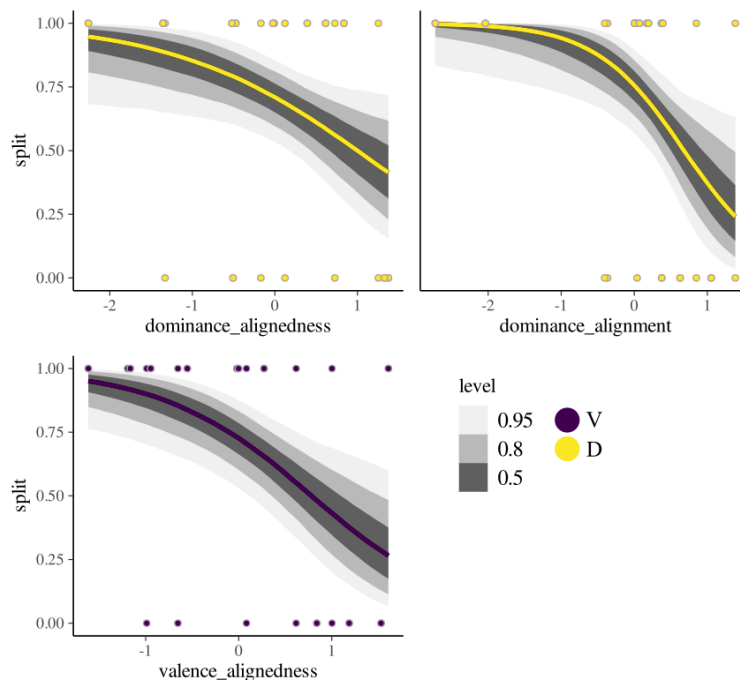 1.00
0.75
0.50
0.25
0.00
split
-2 -1 0 1
dominance_alignedness
-2 -1 0 1
dominance_alignment
1.00
0.75
0.50
0.25
0.00
split
-1 0 1
valence_alignedness
level
0.95
0.8
0.5
V
D